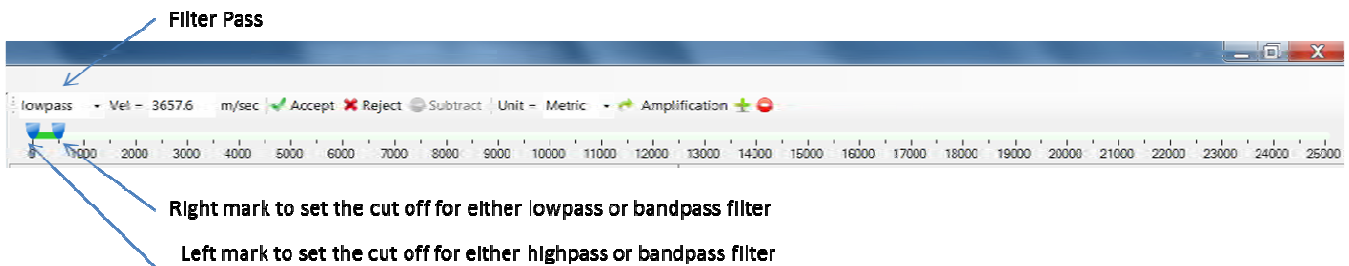 Filter Pass
lowpass Vel = 3657.6 m/sec Accept Reject Subtract Unit = Metric Amplification
0 1000 2000 3000 4000 5000 6000 7000 8000 9000 10000 11000 12000 13000 14000 15000 16000 17000 18000 19000 20000 21000 22000 23000 24000 25000
Right mark to set the cut off for either lowpass or bandpass filter
Left mark to set the cut off for either highpass or bandpass filter